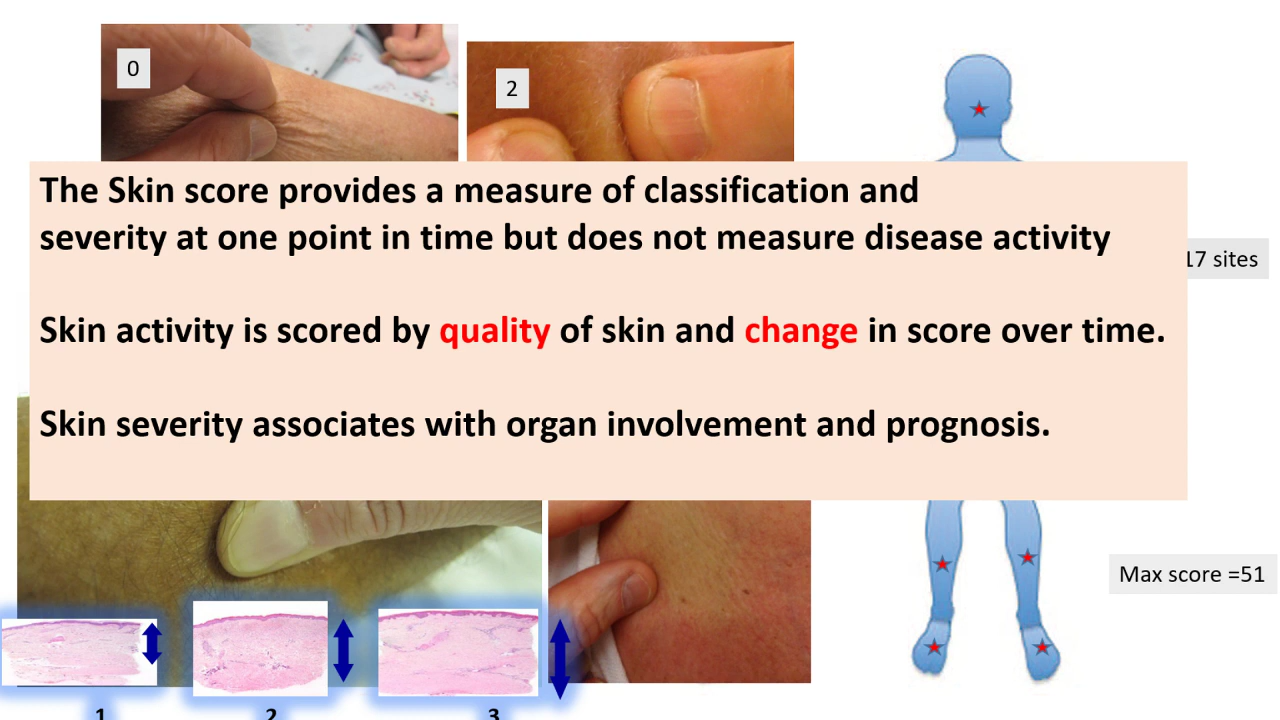 0
2
The Skin score provides a measure of classification and
severity at one point in time but does not measure disease activity
17 sites
Skin activity is scored by quality of skin and change in score over time.
Skin severity associates with organ involvement and prognosis.
Max score =51
1
2
3